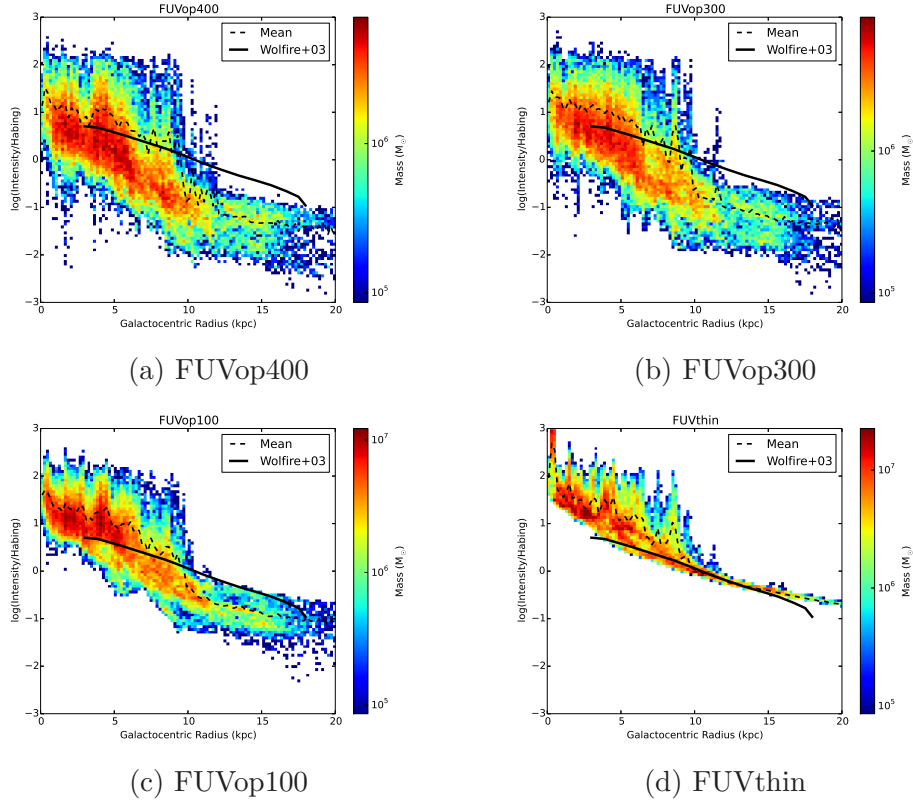 FUVop400
Mean
Wolfire+03
3
2
1
0
−1
−2
−3
log(Intensity/Habing)
0
5
10
15
20
Galactocentric Radius (kpc)
10^6
10^5
Mass (M☉)
(a) FUVop400
FUVop300
Mean
Wolfire+03
3
2
1
0
−1
−2
−3
log(Intensity/Habing)
0
5
10
15
20
Galactocentric Radius (kpc)
10^6
10^5
Mass (M☉)
(b) FUVop300
FUVop100
Mean
Wolfire+03
3
2
1
0
−1
−2
−3
log(Intensity/Habing)
0
5
10
15
20
Galactocentric Radius (kpc)
10^7
10^6
10^5
Mass (M☉)
(c) FUVop100
FUVthin
Mean
Wolfire+03
3
2
1
0
−1
−2
−3
log(Intensity/Habing)
0
5
10
15
20
Galactocentric Radius (kpc)
10^7
10^6
10^5
Mass (M☉)
(d) FUVthin